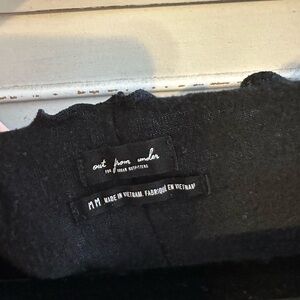 out from under
FOR URBAN OUTFITTERS
M M MADE IN VIETNAM. FABRIQUÉ EN VIETNAM